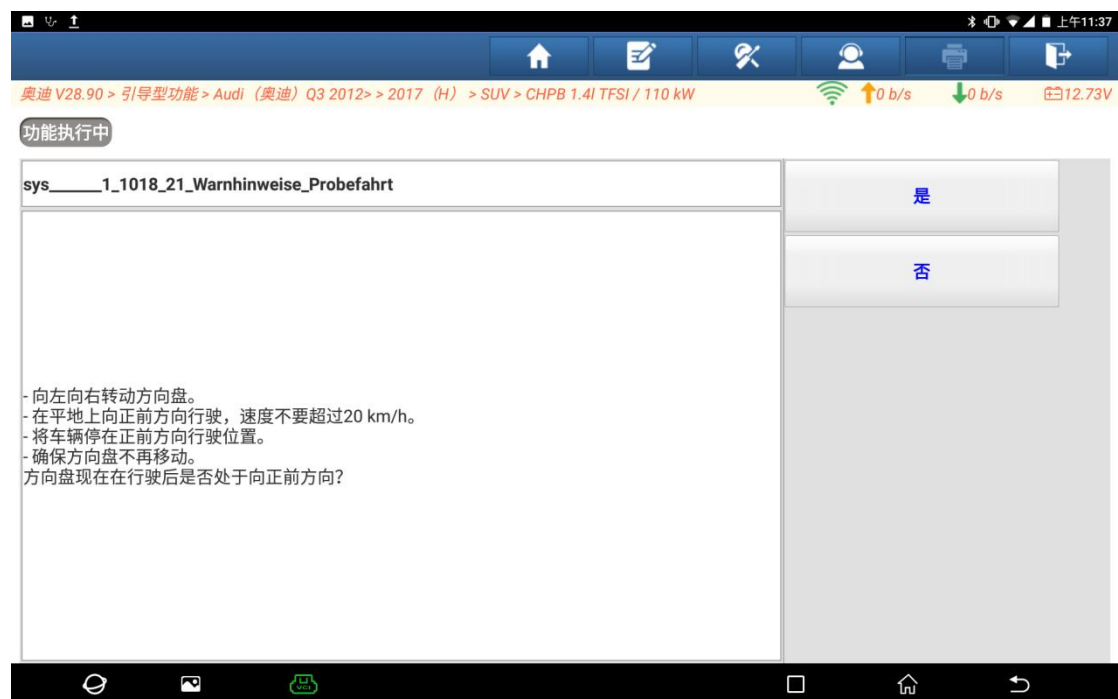 上午11:37
奥迪 V28.90 > 引导型功能 > Audi（奥迪）Q3 2012> > 2017（H） > SUV > CHPB 1.4l TFSI / 110 kW
0 b/s
0 b/s
12.73V
功能执行中
sys______1_1018_21_Warnhinweise_Probefahrt
是
否
- 向左向右转动方向盘。
- 在平地上向正前方向行驶，速度不要超过20 km/h。
- 将车辆停在正前方向行驶位置。
- 确保方向盘不再移动。
方向盘现在在行驶后是否处于向正前方向？
VCI